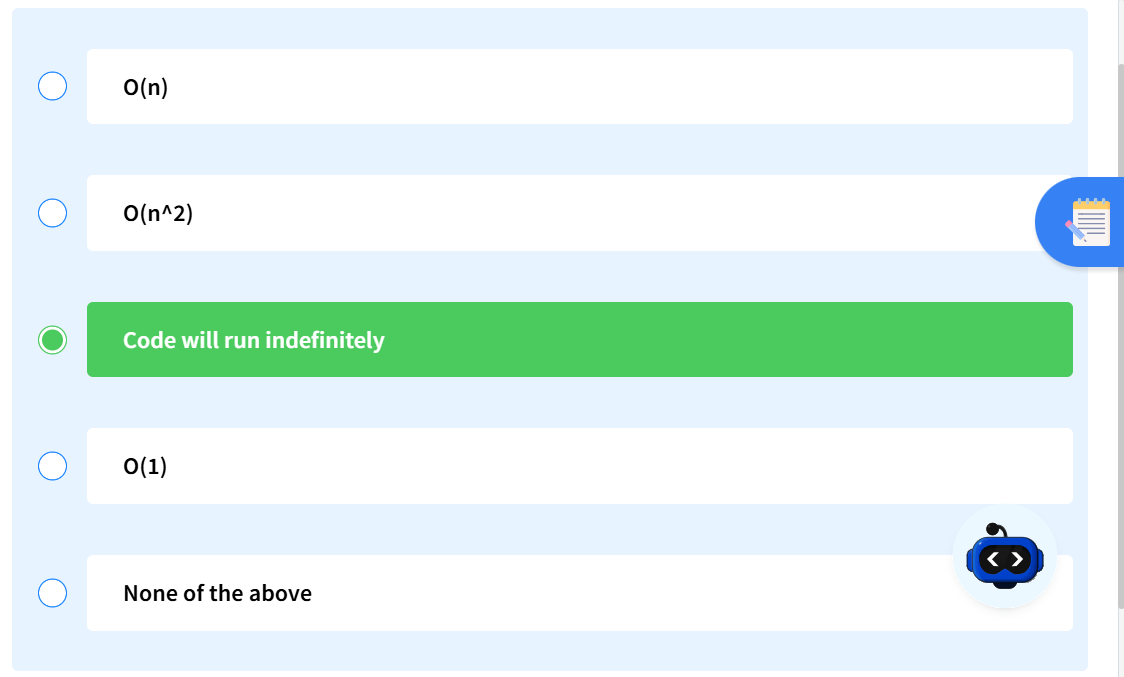 O(n)
O(n^2)
Code will run indefinitely
O(1)
None of the above